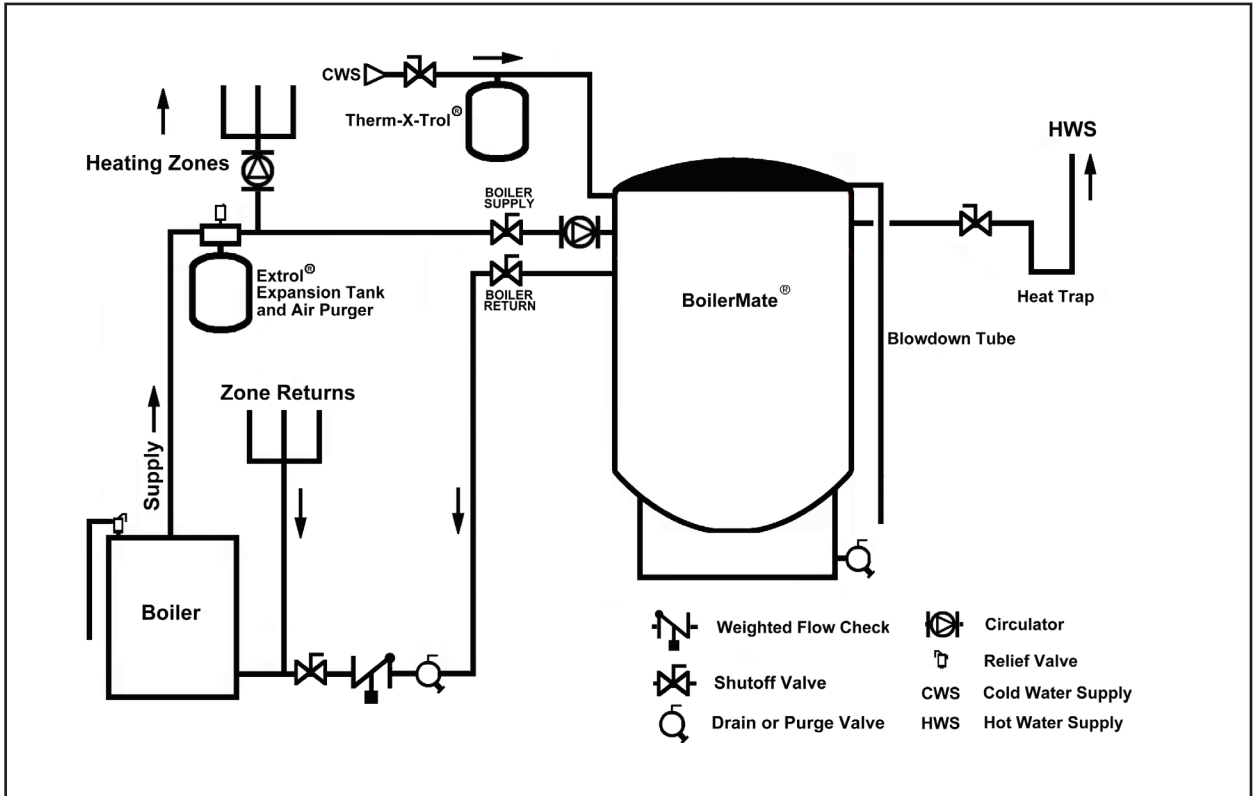 CWS
Therm-X-Trol®
HWS
Heating Zones
BOILER
SUPPLY
Extrol®
Expansion Tank
and Air Purger
BOILER
RETURN
BoilerMate®
Heat Trap
Blowdown Tube
Zone Returns
Supply
Boiler
Weighted Flow Check
Shutoff Valve
Drain or Purge Valve
Circulator
Relief Valve
CWS Cold Water Supply
HWS Hot Water Supply